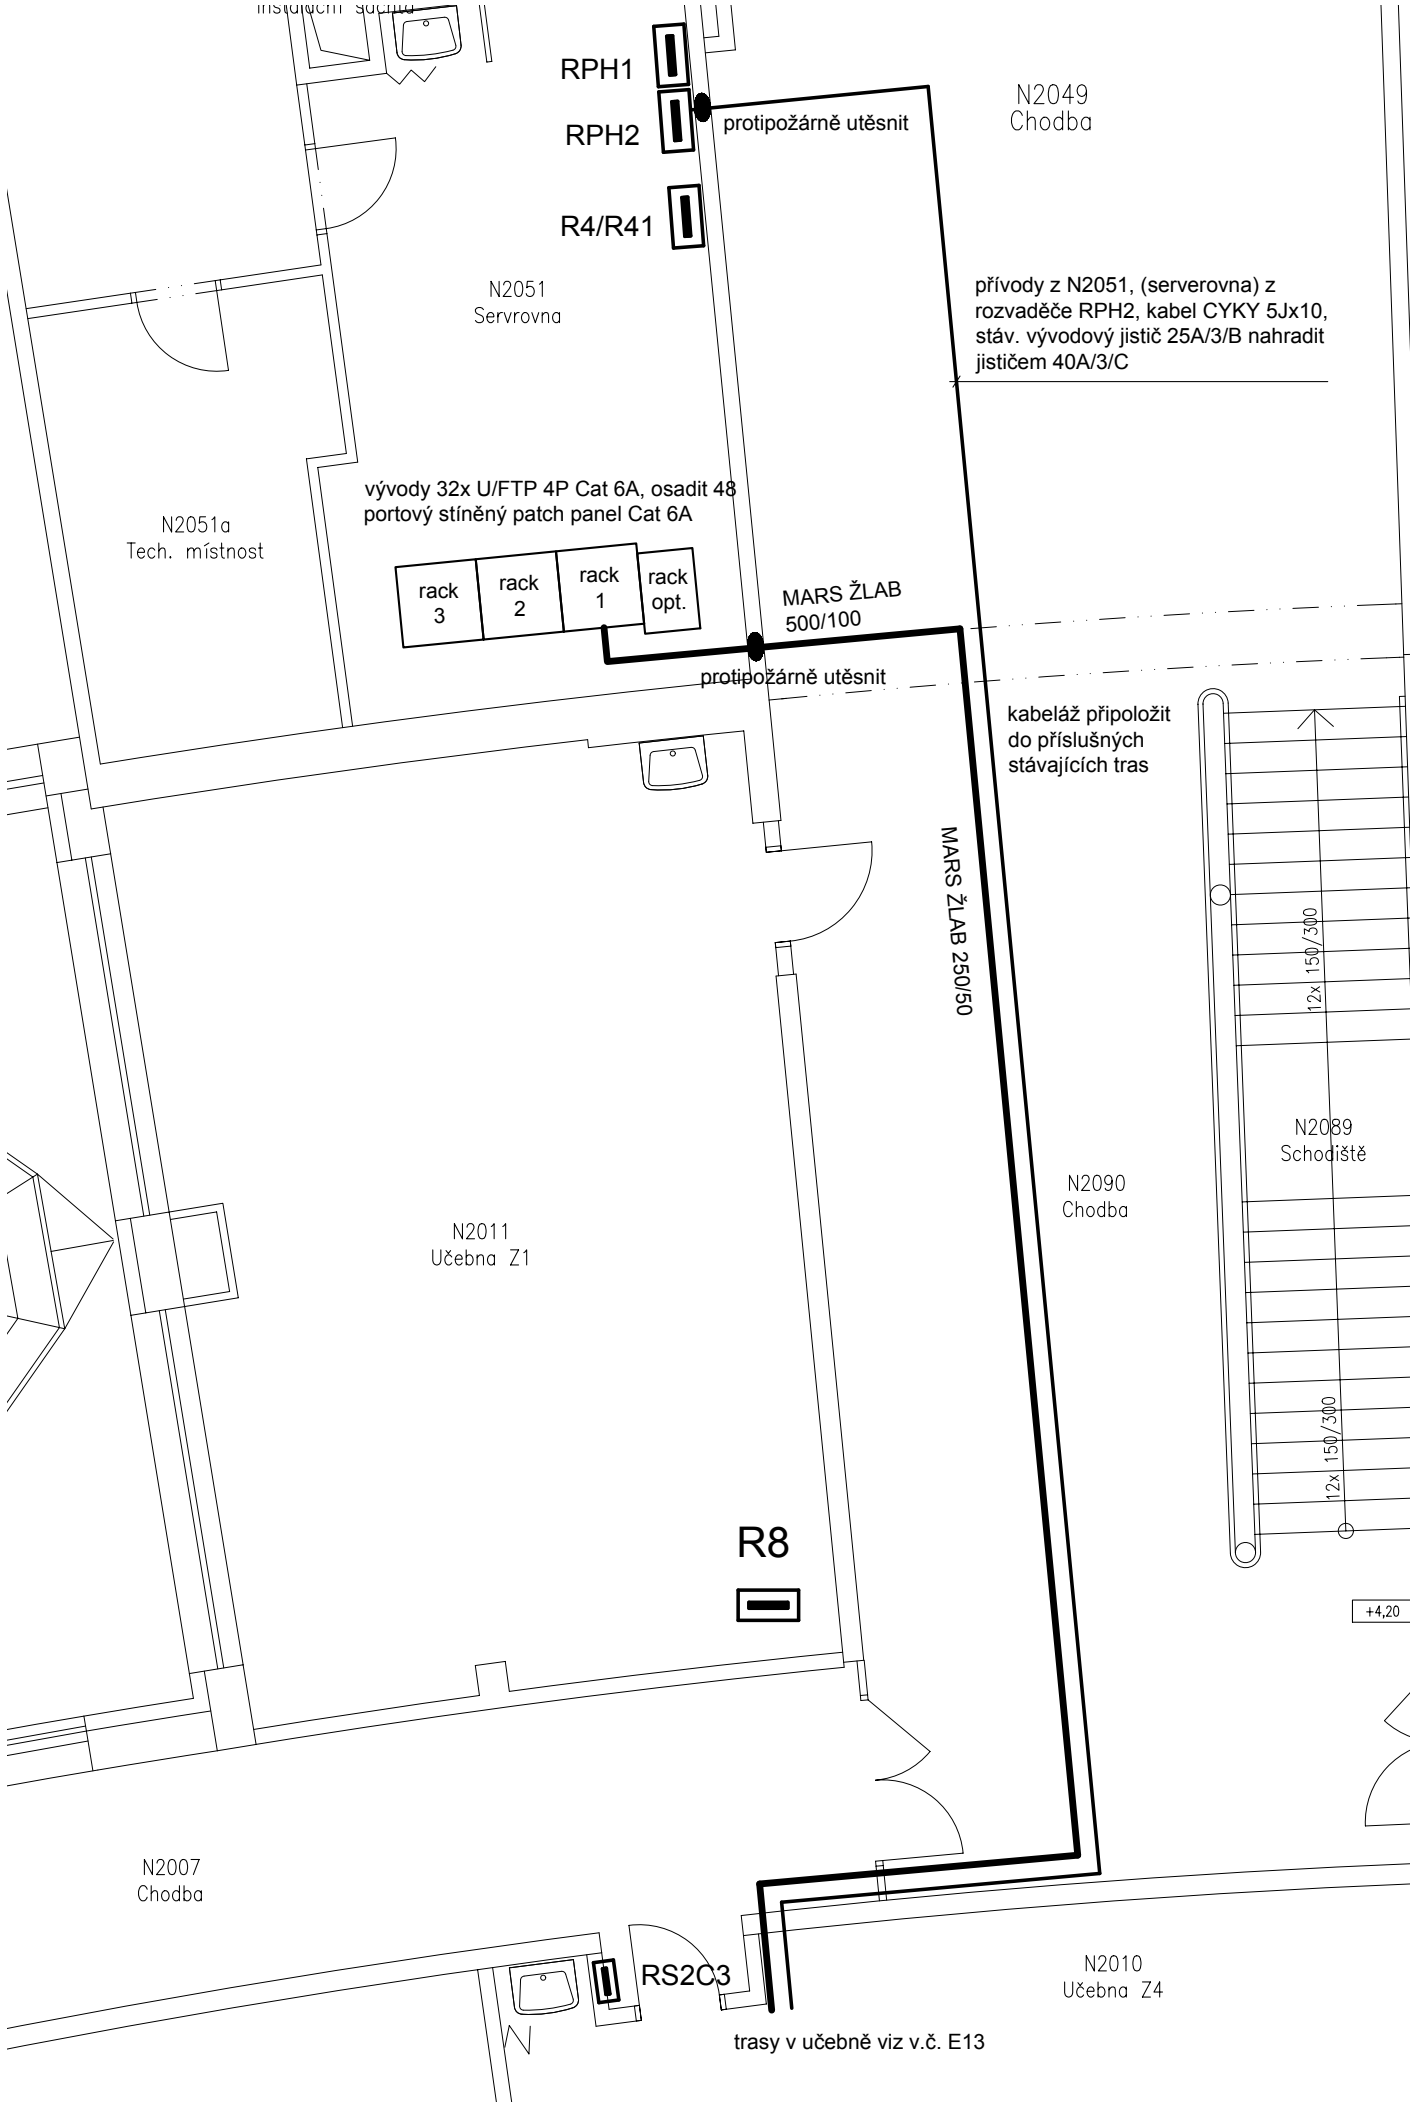 instalační šachta
RPH1
RPH2
R4/R41
protipožárně utěsnit
N2049
Chodba
N2051
Servrovna
přívody z N2051, (serverovna) z
rozvaděče RPH2, kabel CYKY 5Jx10,
stáv. vývodový jistič 25A/3/B nahradit
jističem 40A/3/C
vývody 32x U/FTP 4P Cat 6A, osadit 48
portový stíněný patch panel Cat 6A
N2051a
Tech. místnost
rack
3
rack
2
rack
1
rack
opt.
MARS ŽLAB
500/100
protipožárně utěsnit
kabeláž připoložit
do příslušných
stávajících tras
MARS ŽLAB 250/50
12x 150/300
N2089
Schodiště
N2090
Chodba
N2011
Učebna Z1
12x 150/300
R8
+4,20
N2007
Chodba
RS2C3
N2010
Učebna Z4
trasy v učebně viz v.č. E13